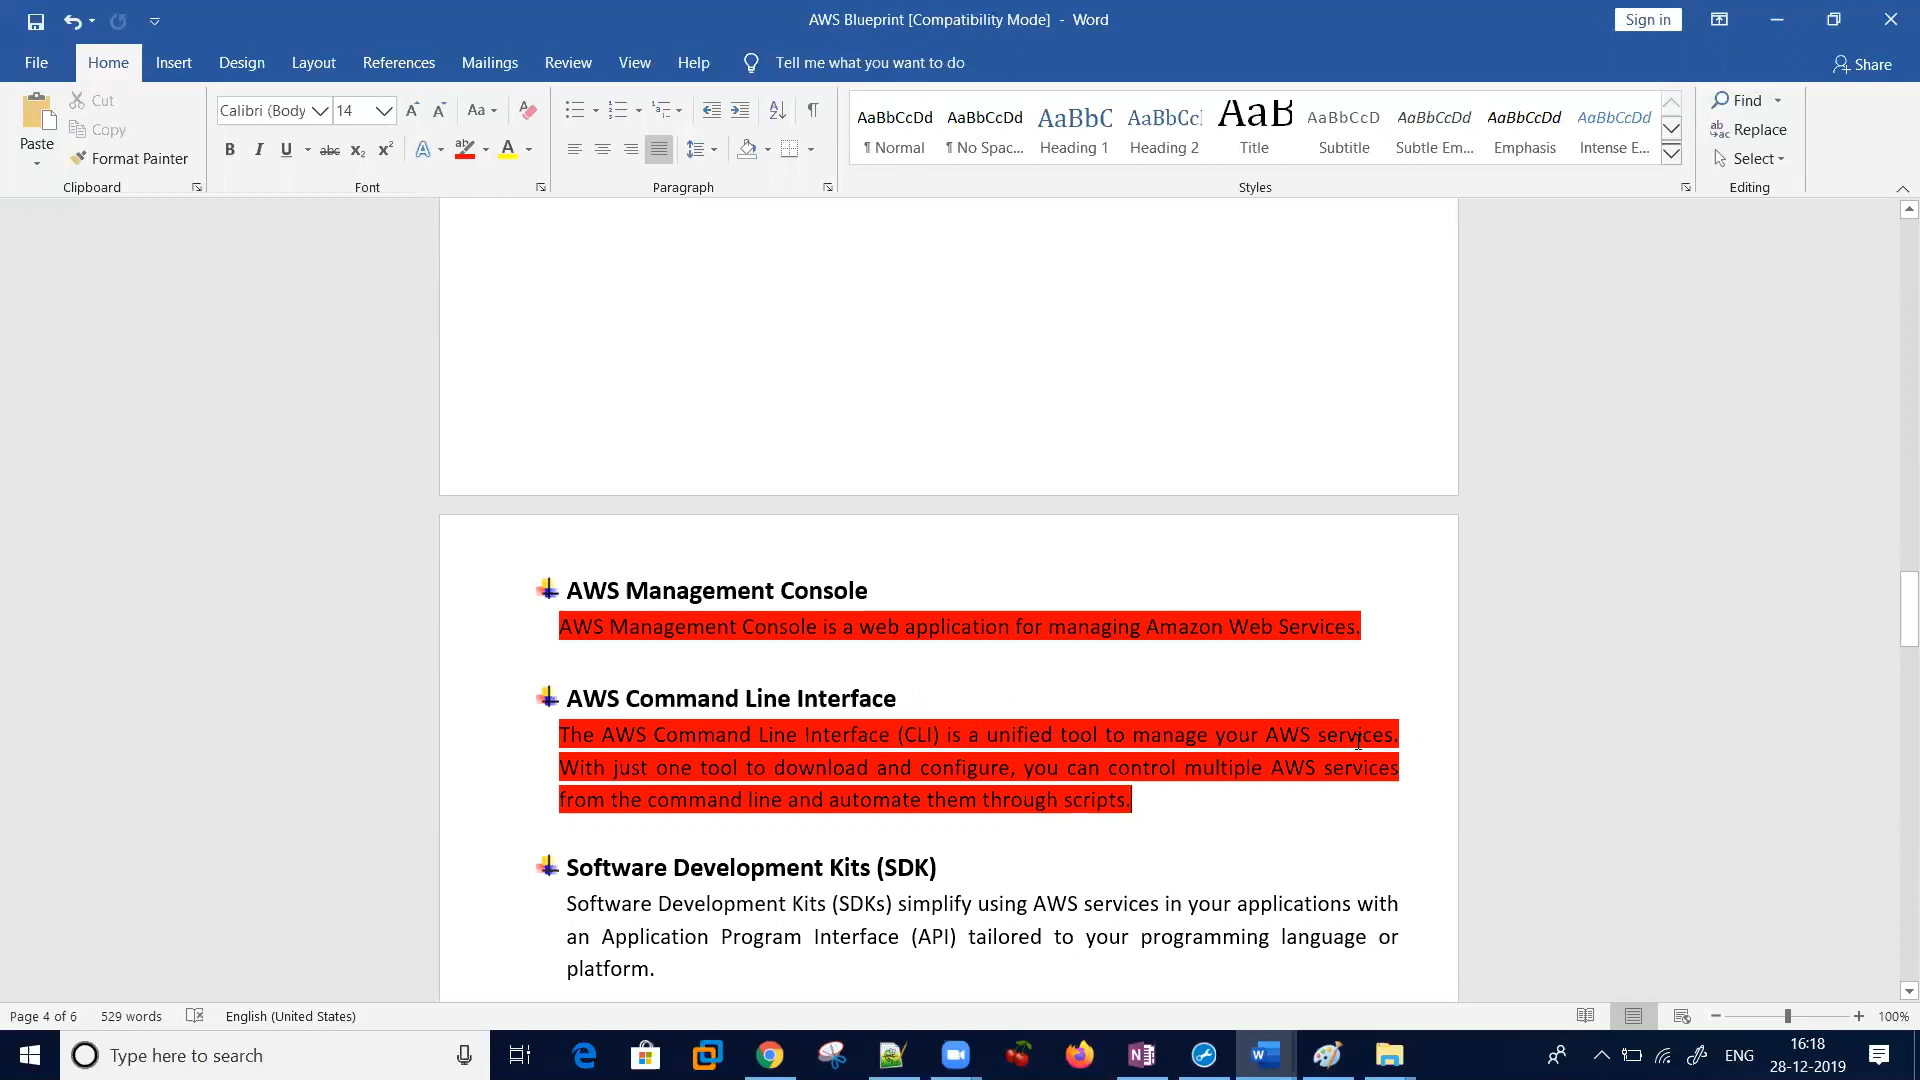 AWS Blueprint [Compatibility Mode] - Word
Sign in
File Home Insert Design Layout References Mailings Review View Help Tell me what you want to do
Share
Paste
Cut
Copy
Format Painter
Clipboard
Calibri (Body 14
Aa
B I U abc x₂ x² A ab A
Font
Paragraph
AaBbCcDd AaBbCcDd AaBbC AaBbCcI AaB AaBbCcD AaBbCcDd AaBbCcDd AaBbCcDd
¶ Normal ¶ No Spac... Heading 1 Heading 2 Title Subtitle Subtle Em... Emphasis Intense E...
Styles
Find
Replace
Select
Editing
AWS Management Console
AWS Management Console is a web application for managing Amazon Web Services.
AWS Command Line Interface
The AWS Command Line Interface (CLI) is a unified tool to manage your AWS services.
With just one tool to download and configure, you can control multiple AWS services
from the command line and automate them through scripts.
Software Development Kits (SDK)
Software Development Kits (SDKs) simplify using AWS services in your applications with
an Application Program Interface (API) tailored to your programming language or
platform.
Page 4 of 6 529 words English (United States) 100%
Type here to search
ENG
16:18
28-12-2019